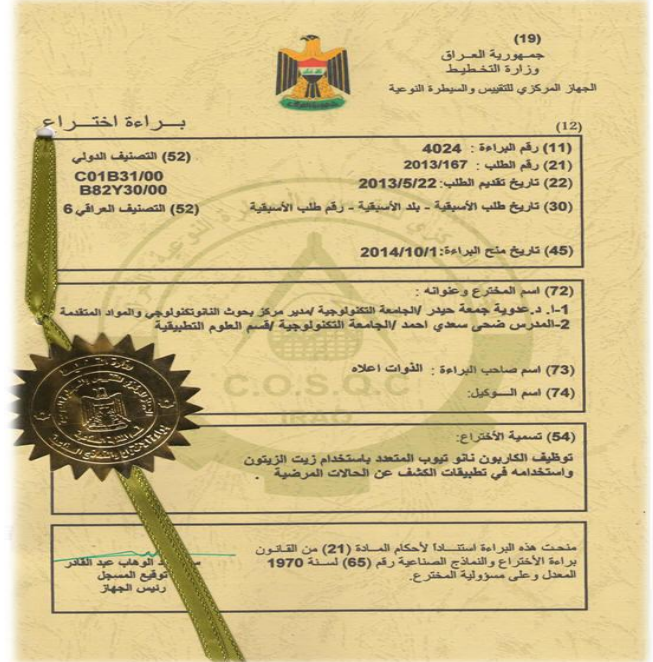 (19)
جمهورية العراق
وزارة التخطيط
الجهاز المركزي للتقييس والسيطرة النوعية
بـراءة اختـراع
(12)
(11) رقم البراءة : 4024
(21) رقم الطلب : 2013/167
(22) تاريخ تقديم الطلب: 2013/5/22
(30) تاريخ طلب الأسبقية - بلد الأسبقية - رقم طلب الأسبقية
(45) تاريخ منح البراءة: 2014/10/1
(52) التصنيف الدولي
C01B31/00
B82Y30/00
(52) التصنيف العراقي 6
(72) اسم المخترع وعنوانه :
1-ا. د.عدوية جمعة حيدر /الجامعة التكنولوجية /مدير مركز بحوث النانوتكنولوجي والمواد المتقدمة
2-المدرس ضحى سعدي احمد /الجامعة التكنولوجية /قسم العلوم التطبيقية
(73) اسم صاحب البراءة : الذوات اعلاه
(74) اسم الـوكيل:
C.O.S.Q.C
IRAQ
(54) تسمية الأختراع:
توظيف الكاربون نانو تيوب المتعدد باستخدام زيت الزيتون
واستخدامه في تطبيقات الكشف عن الحالات المرضية .
منحت هذه البراءة استنـاداً لأحكام المـادة (21) من القانون
براءة الأختراع والنماذج الصناعية رقم (65) لسنة 1970
المعدل وعلى مسؤولية المخترع.
الوهاب عبد القادر
توقيع المسجل
رئيس الجهاز